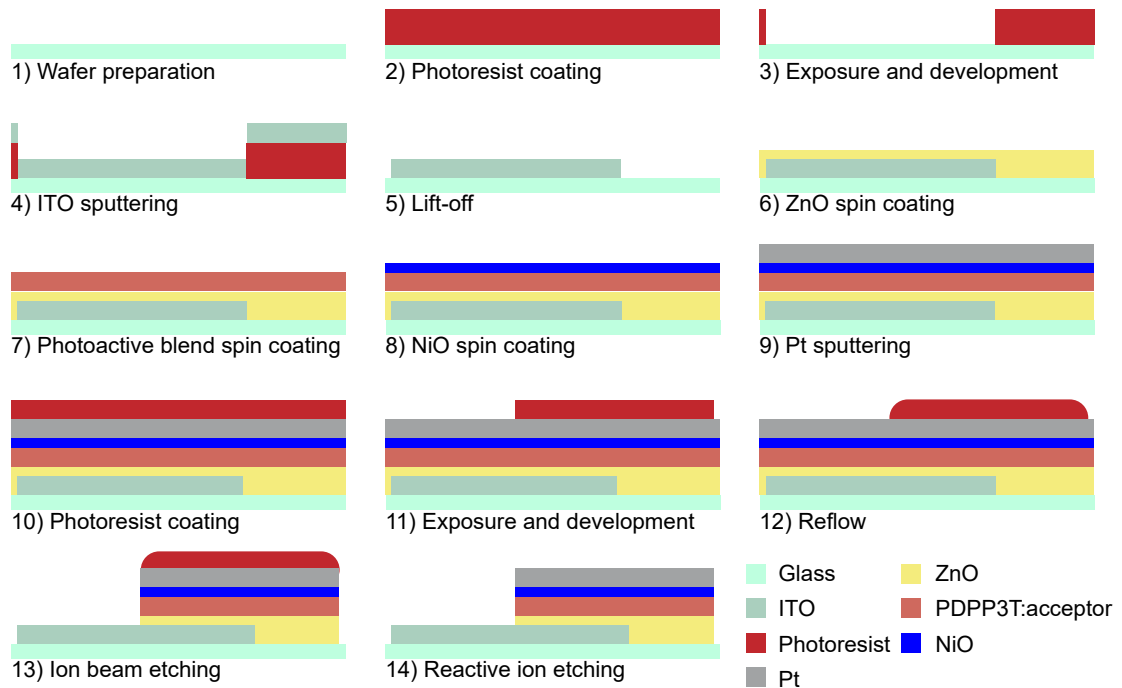 1) Wafer preparation
2) Photoresist coating
3) Exposure and development
4) ITO sputtering
5) Lift-off
6) ZnO spin coating
7) Photoactive blend spin coating
8) NiO spin coating
9) Pt sputtering
10) Photoresist coating
11) Exposure and development
12) Reflow
13) Ion beam etching
14) Reactive ion etching
Glass
ITO
Photoresist
Pt
ZnO
PDPP3T:acceptor
NiO